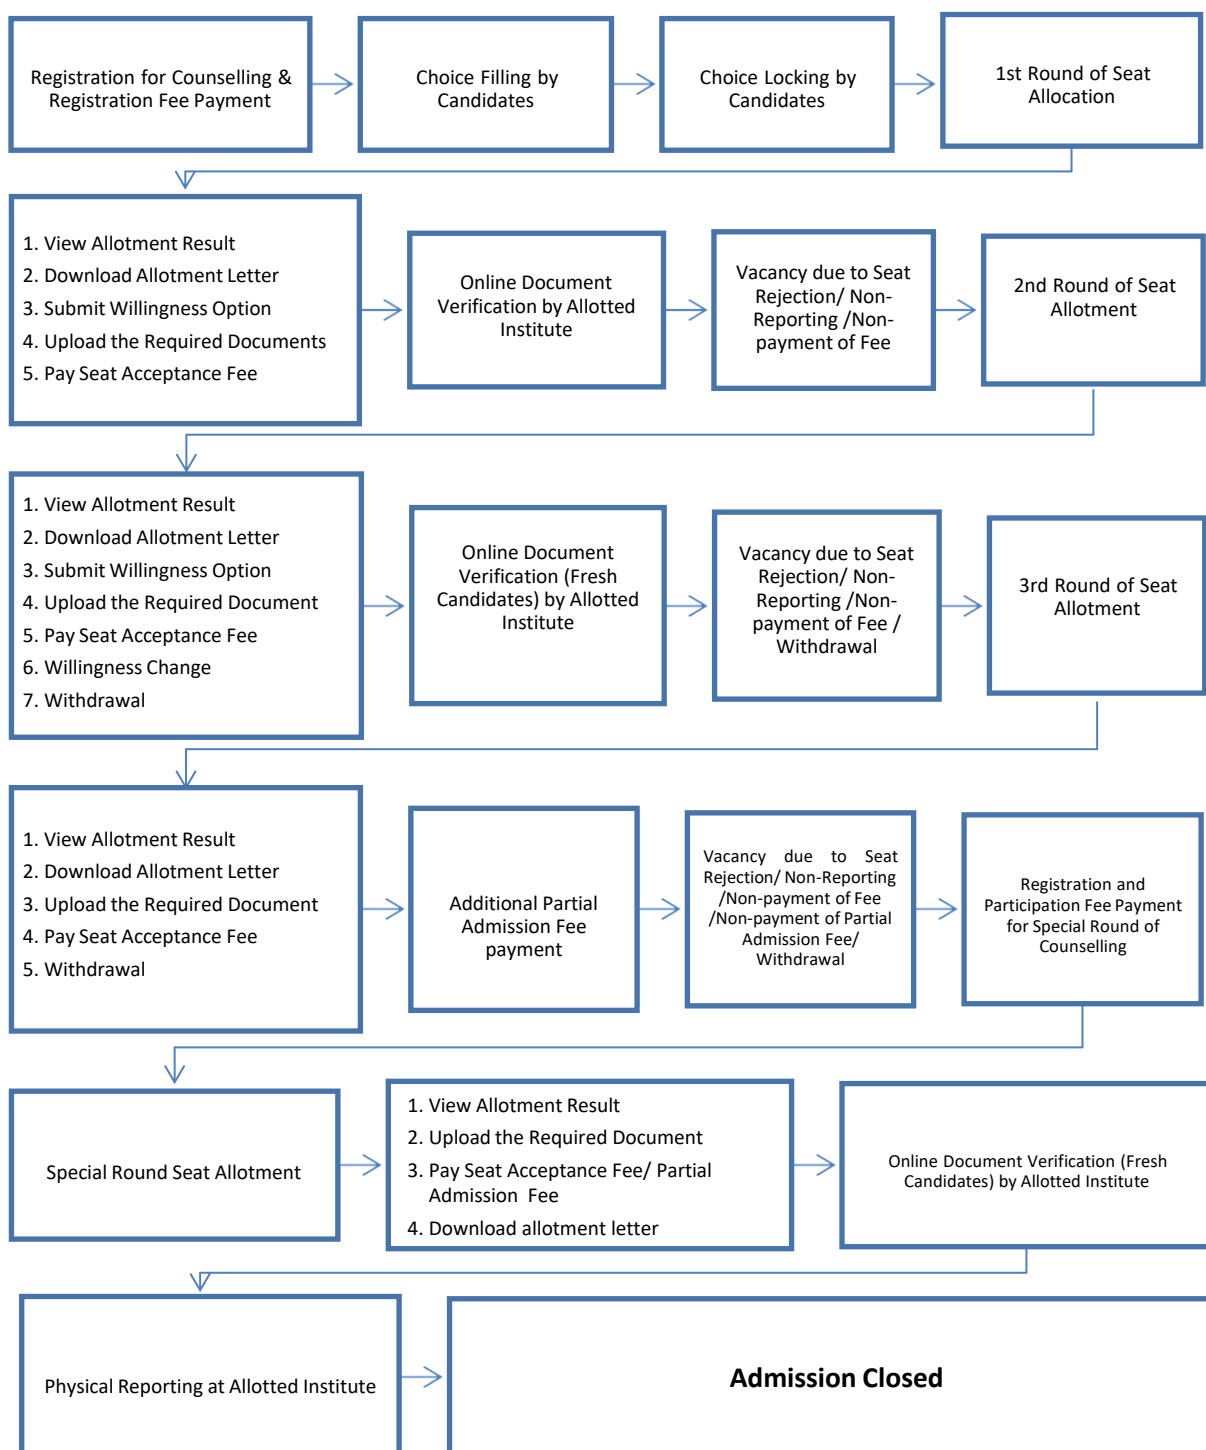 Registration for Counselling &
Registration Fee Payment
Choice Filling by
Candidates
Choice Locking by
Candidates
1st Round of Seat
Allocation
1. View Allotment Result
2. Download Allotment Letter
3. Submit Willingness Option
4. Upload the Required Documents
5. Pay Seat Acceptance Fee
Online Document
Verification by Allotted
Institute
Vacancy due to Seat
Rejection/ Non-
Reporting /Non-
payment of Fee
2nd Round of Seat
Allotment
1. View Allotment Result
2. Download Allotment Letter
3. Submit Willingness Option
4. Upload the Required Document
5. Pay Seat Acceptance Fee
6. Willingness Change
7. Withdrawal
Online Document
Verification (Fresh
Candidates) by Allotted
Institute
Vacancy due to Seat
Rejection/ Non-
Reporting /Non-
payment of Fee /
Withdrawal
3rd Round of Seat
Allotment
1. View Allotment Result
2. Download Allotment Letter
3. Upload the Required Document
4. Pay Seat Acceptance Fee
5. Withdrawal
Additional Partial
Admission Fee
payment
Vacancy due to Seat
Rejection/ Non-Reporting
/Non-payment of Fee
/Non-payment of Partial
Admission Fee/
Withdrawal
Registration and
Participation Fee Payment
for Special Round of
Counselling
Special Round Seat Allotment
1. View Allotment Result
2. Upload the Required Document
3. Pay Seat Acceptance Fee/ Partial
Admission Fee
4. Download allotment letter
Online Document Verification (Fresh
Candidates) by Allotted Institute
Physical Reporting at Allotted Institute
Admission Closed